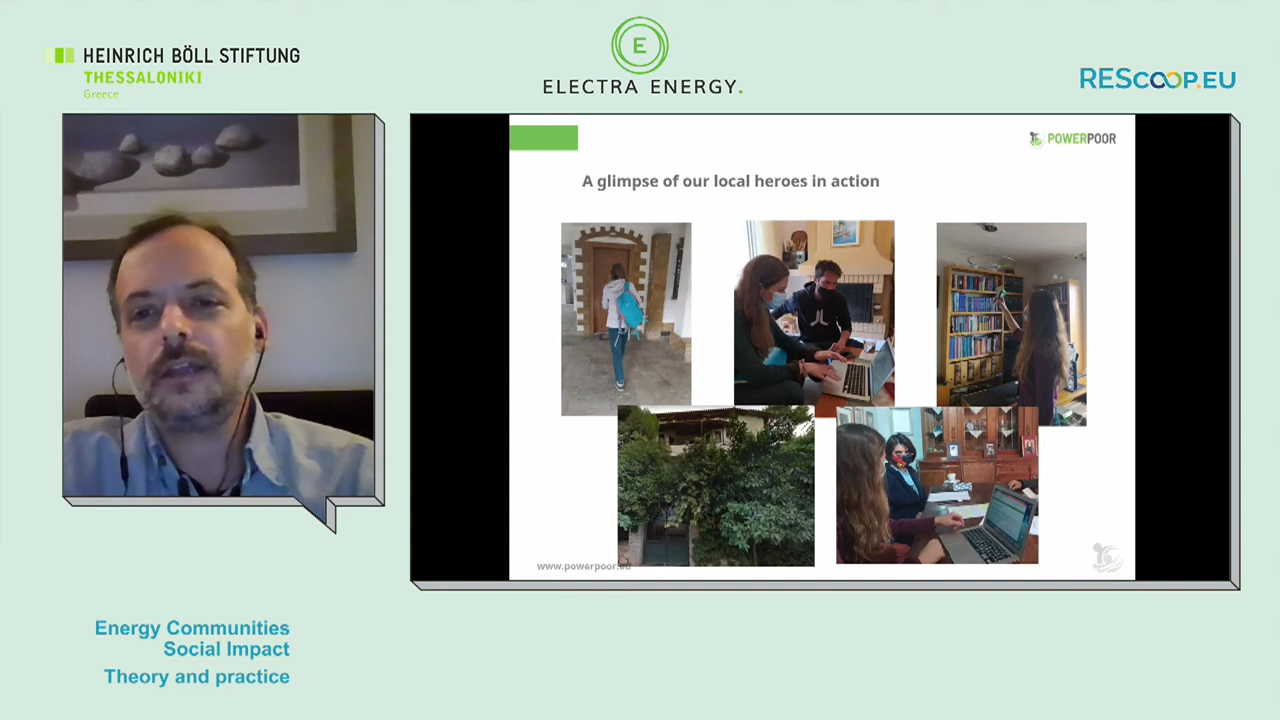 HEINRICH BÖLL STIFTUNG
THESSALONIKI
Greece
E
ELECTRA ENERGY.
REScoop.EU
POWERPOOR
A glimpse of our local heroes in action
www.powerpoor.eu
Energy Communities
Social Impact
Theory and practice